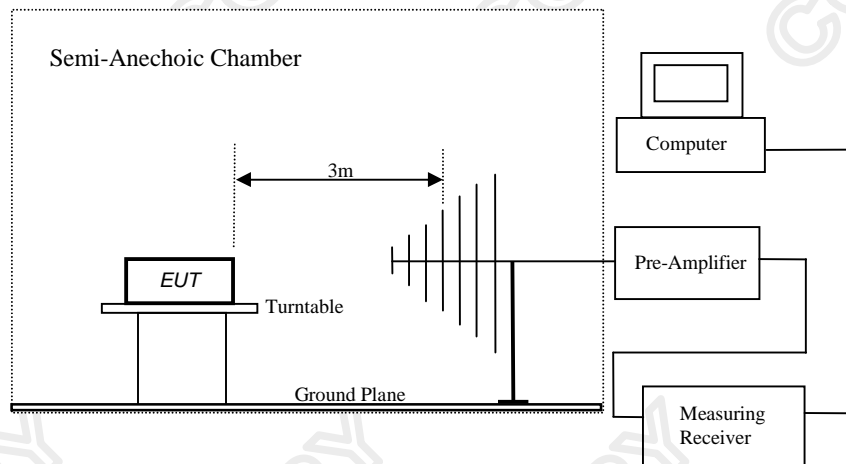 Semi-Anechoic Chamber
3m
EUT
Turntable
Ground Plane
Computer
Pre-Amplifier
Measuring
Receiver